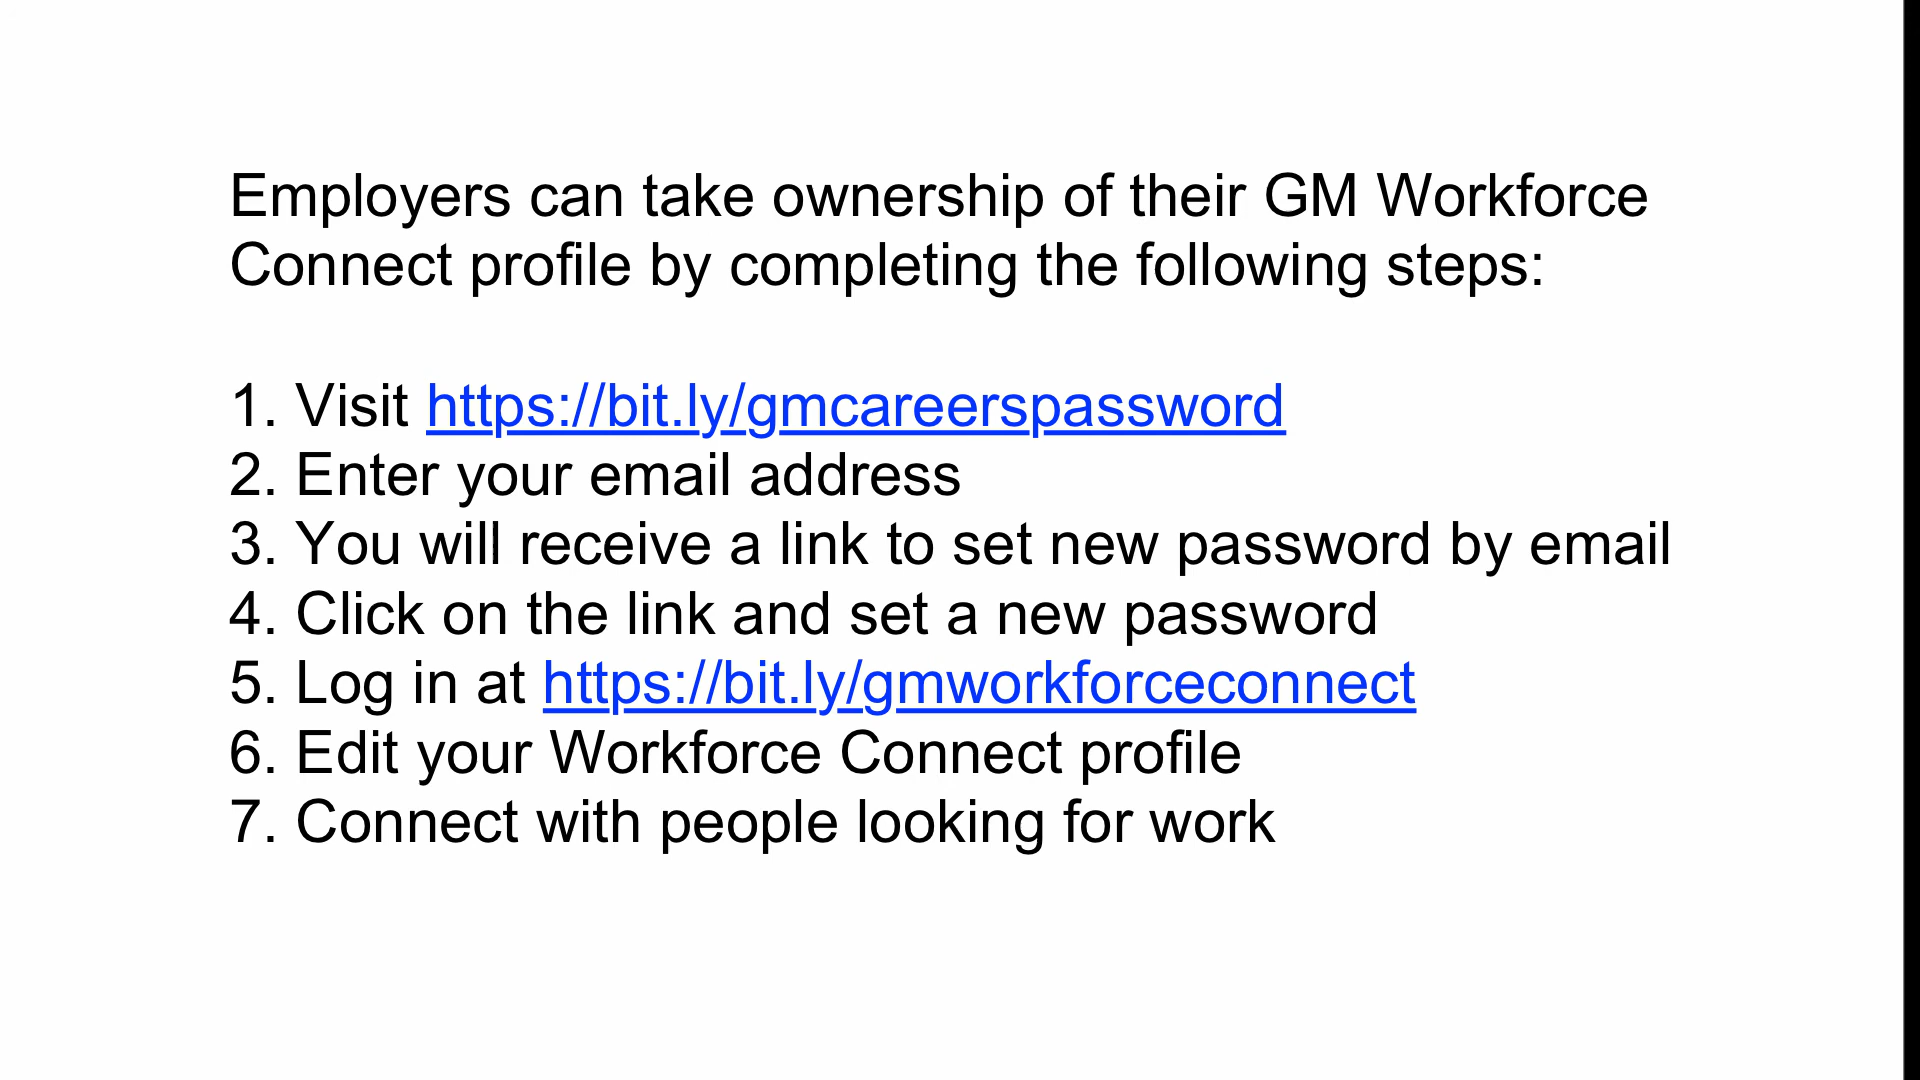 Employers can take ownership of their GM Workforce
Connect profile by completing the following steps:
1. Visit https://bit.ly/gmcareerspassword
2. Enter your email address
3. You will receive a link to set new password by email
4. Click on the link and set a new password
5. Log in at https://bit.ly/gmworkforceconnect
6. Edit your Workforce Connect profile
7. Connect with people looking for work